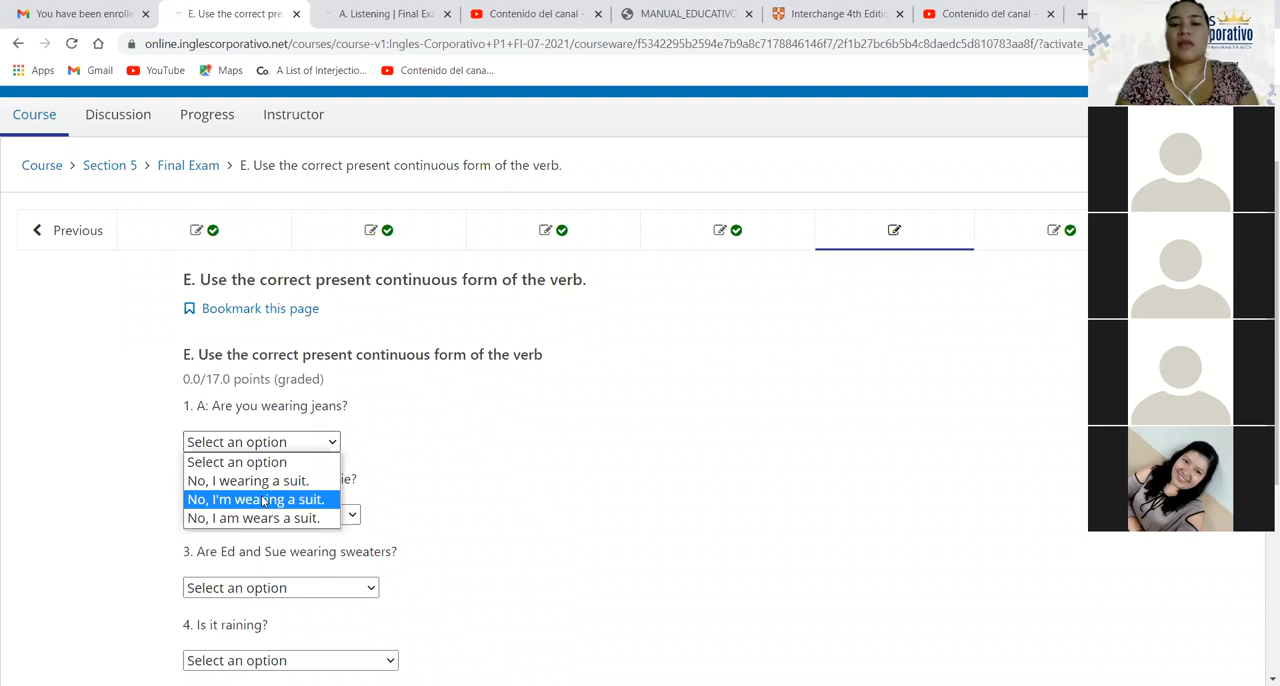 You have been enrolle
E. Use the correct pre
A. Listening | Final Exa
Contenido del canal -
MANUAL_EDUCATIVO
Interchange 4th Editio
Contenido del canal -
online.inglescorporativo.net/courses/course-v1:Ingles-Corporativo+P1+FI-07-2021/courseware/f5342295b2594e7b9a8c7178846146f7/2f1b27bc6b5b4c8daedc5d810783aa8f/?activate_
Apps Gmail YouTube Maps Co. A List of Interjectio... Contenido del cana...
Course Discussion Progress Instructor
Course > Section 5 > Final Exam > E. Use the correct present continuous form of the verb.
Previous
E. Use the correct present continuous form of the verb.
Bookmark this page
E. Use the correct present continuous form of the verb
0.0/17.0 points (graded)
1. A: Are you wearing jeans?
Select an option
Select an option
No, I wearing a suit.
ie?
No, I'm wearing a suit.
No, I am wears a suit.
3. Are Ed and Sue wearing sweaters?
Select an option
4. Is it raining?
Select an option